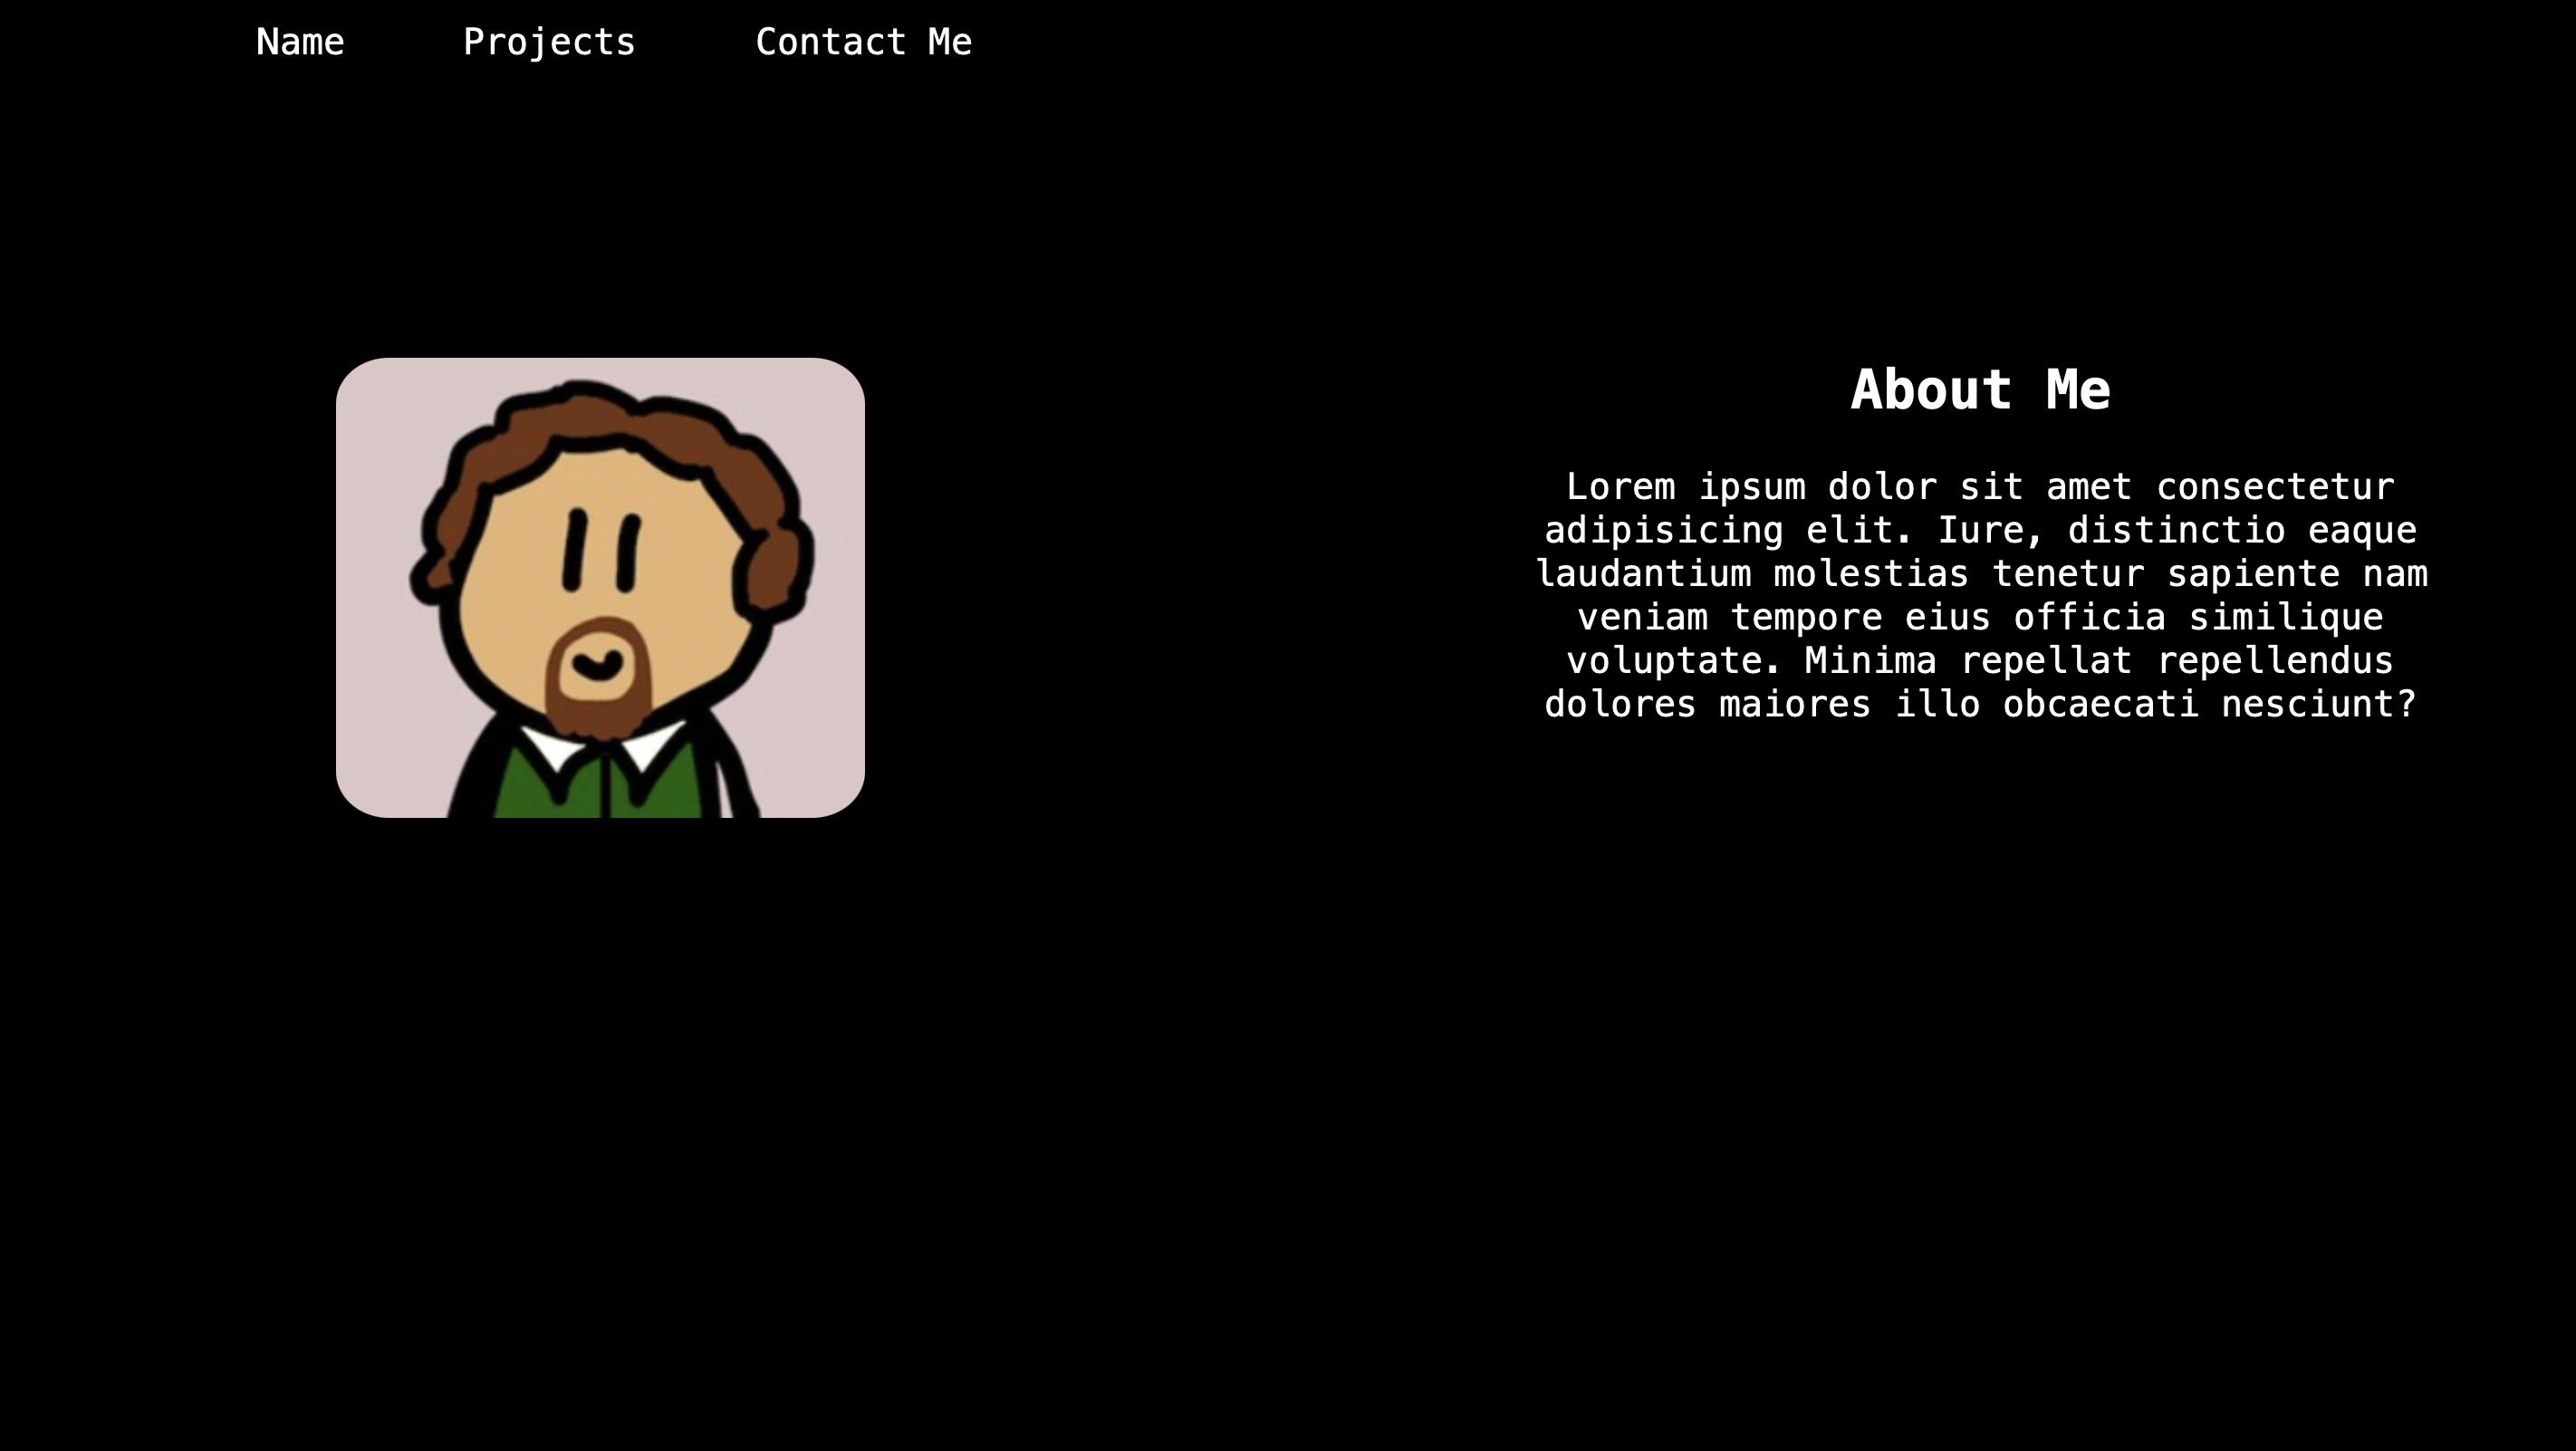 Name Projects Contact Me
About Me
Lorem ipsum dolor sit amet consectetur
adipisicing elit. Iure, distinctio eaque
laudantium molestias tenetur sapiente nam
veniam tempore eius officia similique
voluptate. Minima repellat repellendus
dolores maiores illo obcaecati nesciunt?